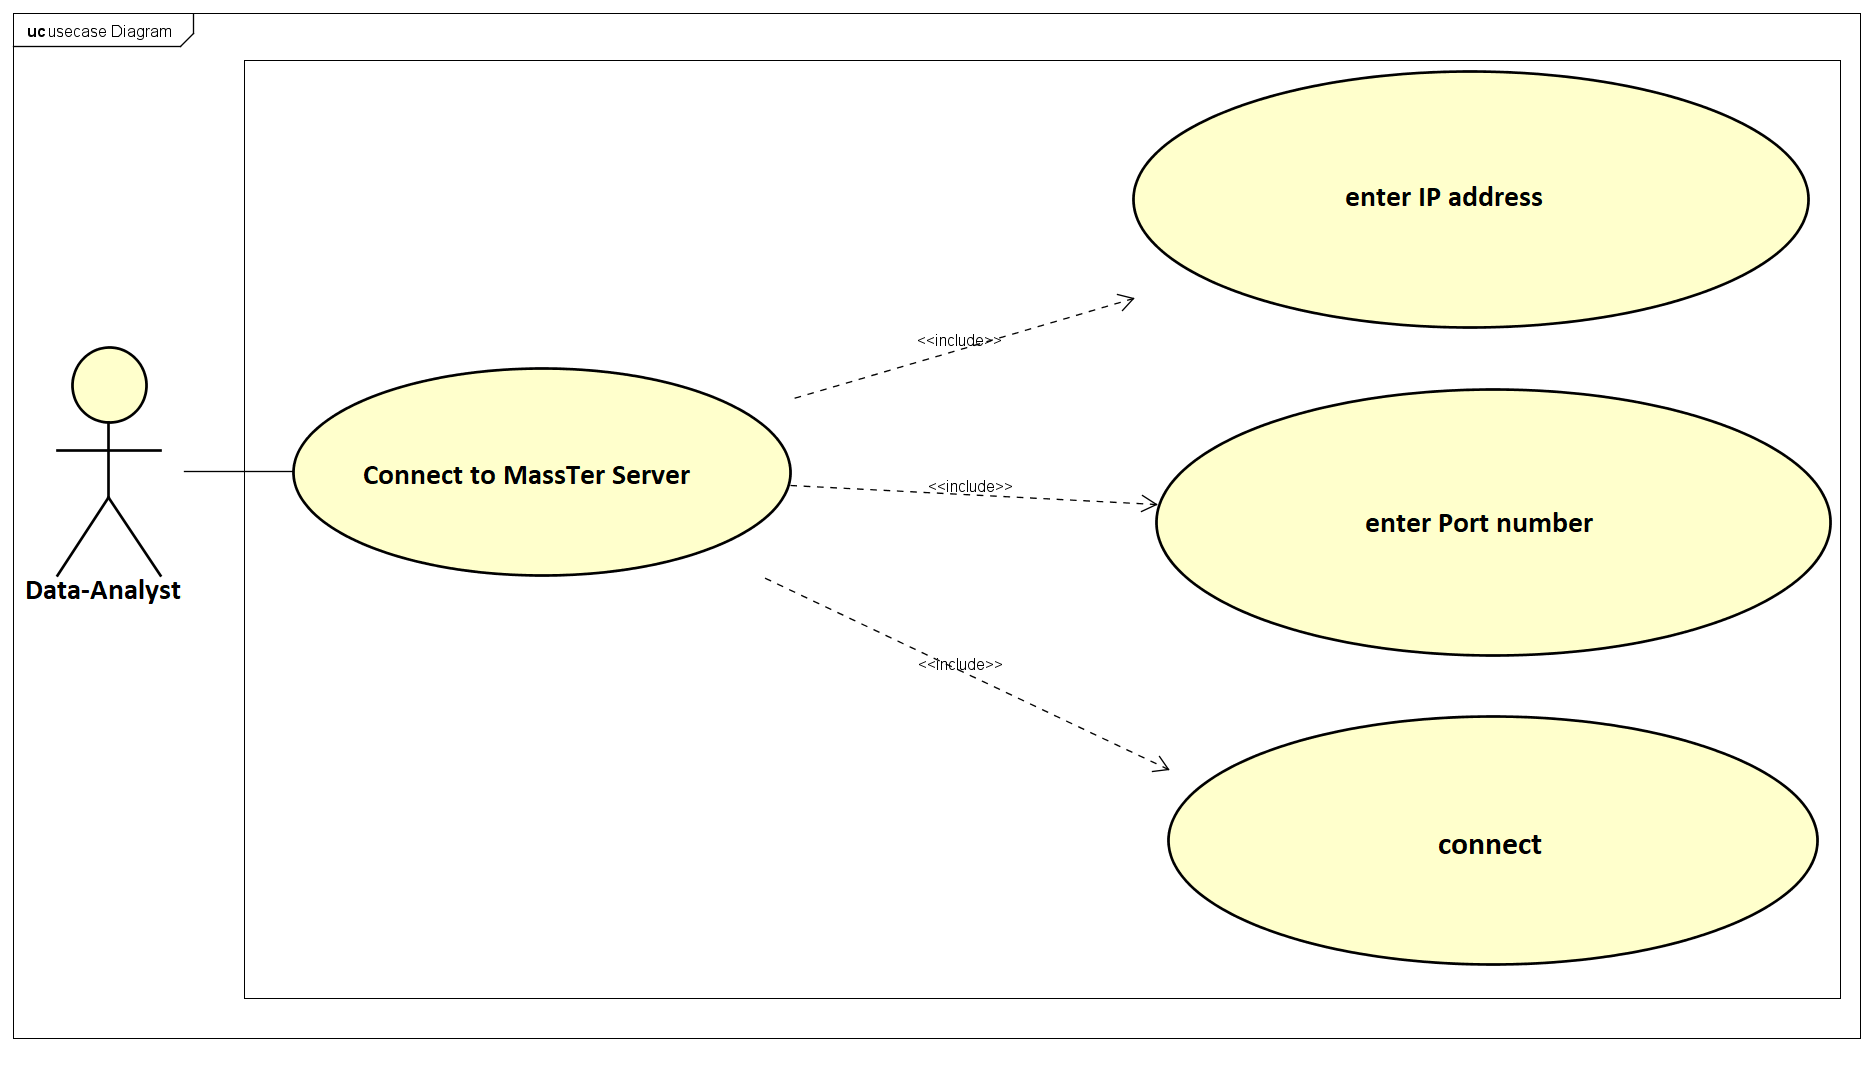 uc usecase Diagram
enter IP address
<<include>>
Connect to MassTer Server
<<include>>
enter Port number
Data-Analyst
<<include>>
connect